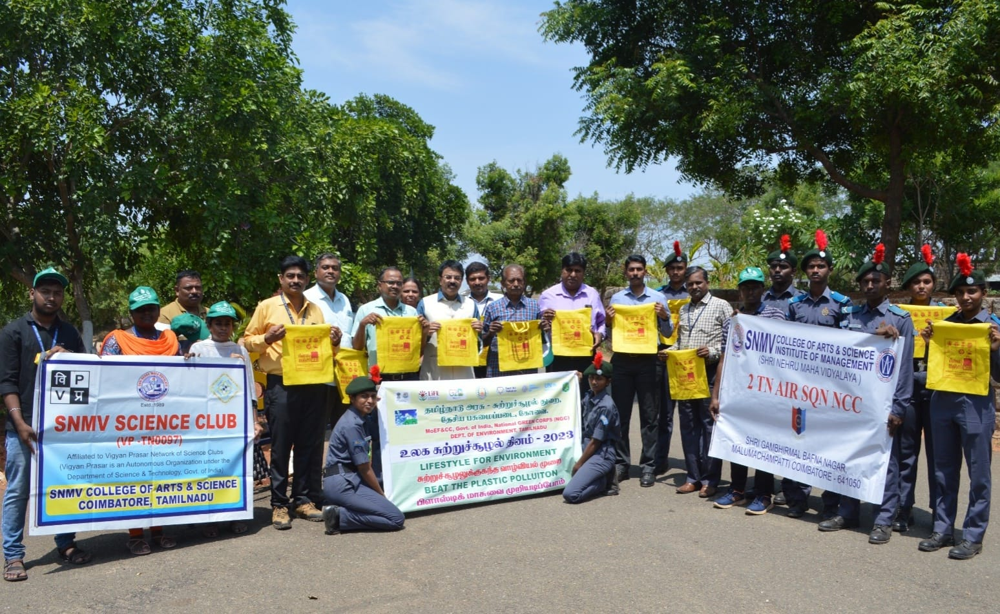 वि P
V प्र
Estd.:1989
SNMV SCIENCE CLUB
(VP -TN0097)
Affiliated to Vigyan Prasar Network of Science Clubs
(Vigyan Prasar is an Autonomous Organization under the
Department of Science & Technology, Govt. of India)
SNMV COLLEGE OF ARTS & SCIENCE
COIMBATORE, TAMILNADU
LiFE
தமிழ்நாடு அரசு - சுற்றுச்சூழல் துறை,
தேசிய பசுமைப்படை, கோவை.
MoEF&CC, Govt. of India, National GREEN CORPS (NGC)
DEPT. OF ENVIRONMENT, TAMILNADU
உலக சுற்றுச்சூழல் தினம் - 2023
LIFESTYLE FOR ENVIRONMENT
சுற்றுச்சூழலுக்குகந்த வாழ்வியல் முறை
BEAT THE PLASTIC POLLUITON
பிளாஸ்டிக் மாசுவை முறியடிப்போம்
SNMV COLLEGE OF ARTS & SCIENCE
INSTITUTE OF MANAGEMENT
(SHRI NEHRU MAHA VIDYALAYA )
2 TN AIR SQN NCC
SHRI GAMBHIRMAL BAFNA NAGAR,
MALUMACHAMPATTI COIMBATORE - 641050